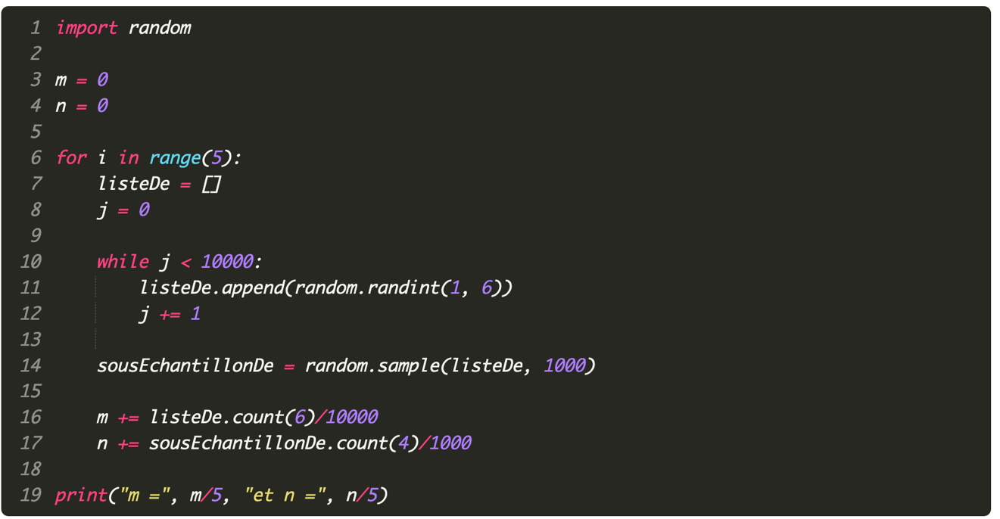 1 import random
2
3 m = 0
4 n = 0
5
6 for i in range(5):
7     listeDe = []
8     j = 0
9
10     while j < 10000:
11         listeDe.append(random.randint(1, 6))
12         j += 1
13
14     sousEchantillonDe = random.sample(listeDe, 1000)
15
16     m += listeDe.count(6)/10000
17     n += sousEchantillonDe.count(4)/1000
18
19 print("m =", m/5, "et n =", n/5)